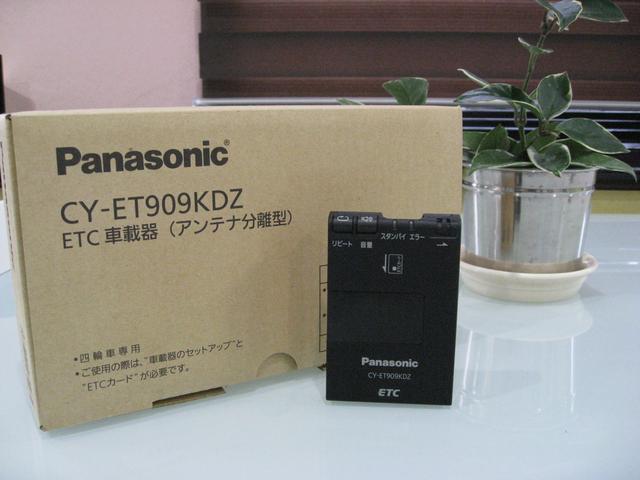 Panasonic®
CY-ET909KDZ
ETC 車載器 (アンテナ分離型)
•四輪車専用
•ご使用の際は、"車載器のセットアップ"と
"ETCカード"が必要です。
リピート 音量 スタンバイ エラー
Panasonic
CY-ET909KDZ
ETC